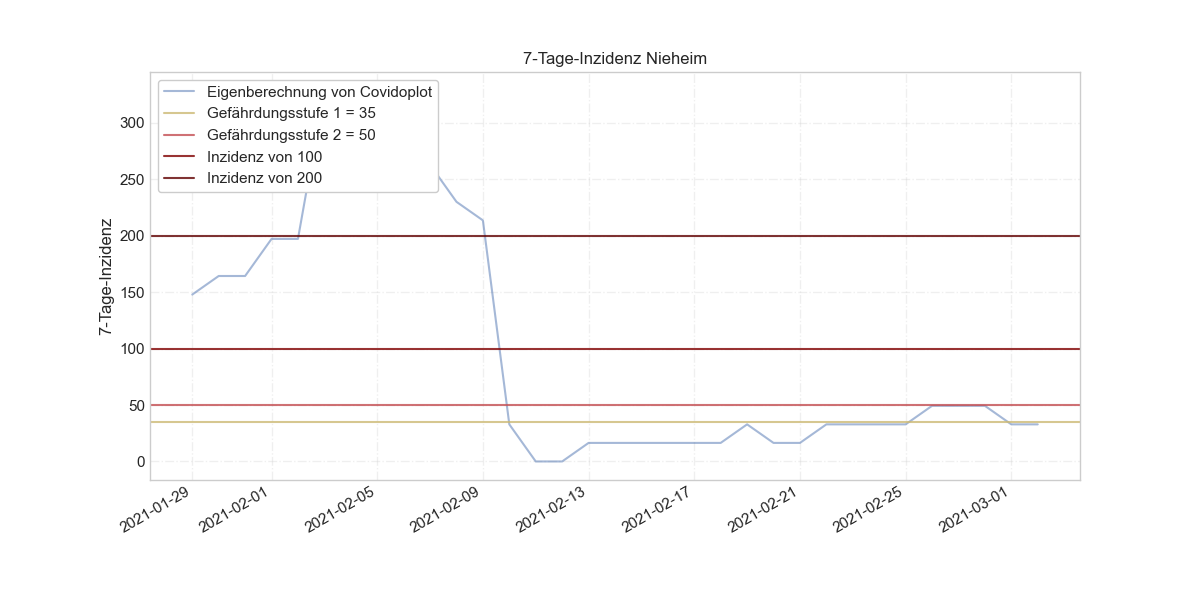 7-Tage-Inzidenz Nieheim
Eigenberechnung von Covidoplot
Gefährdungsstufe 1 = 35
Gefährdungsstufe 2 = 50
Inzidenz von 100
Inzidenz von 200
7-Tage-Inzidenz
300
250
200
150
100
50
0
2021-01-29
2021-02-01
2021-02-05
2021-02-09
2021-02-13
2021-02-17
2021-02-21
2021-02-25
2021-03-01